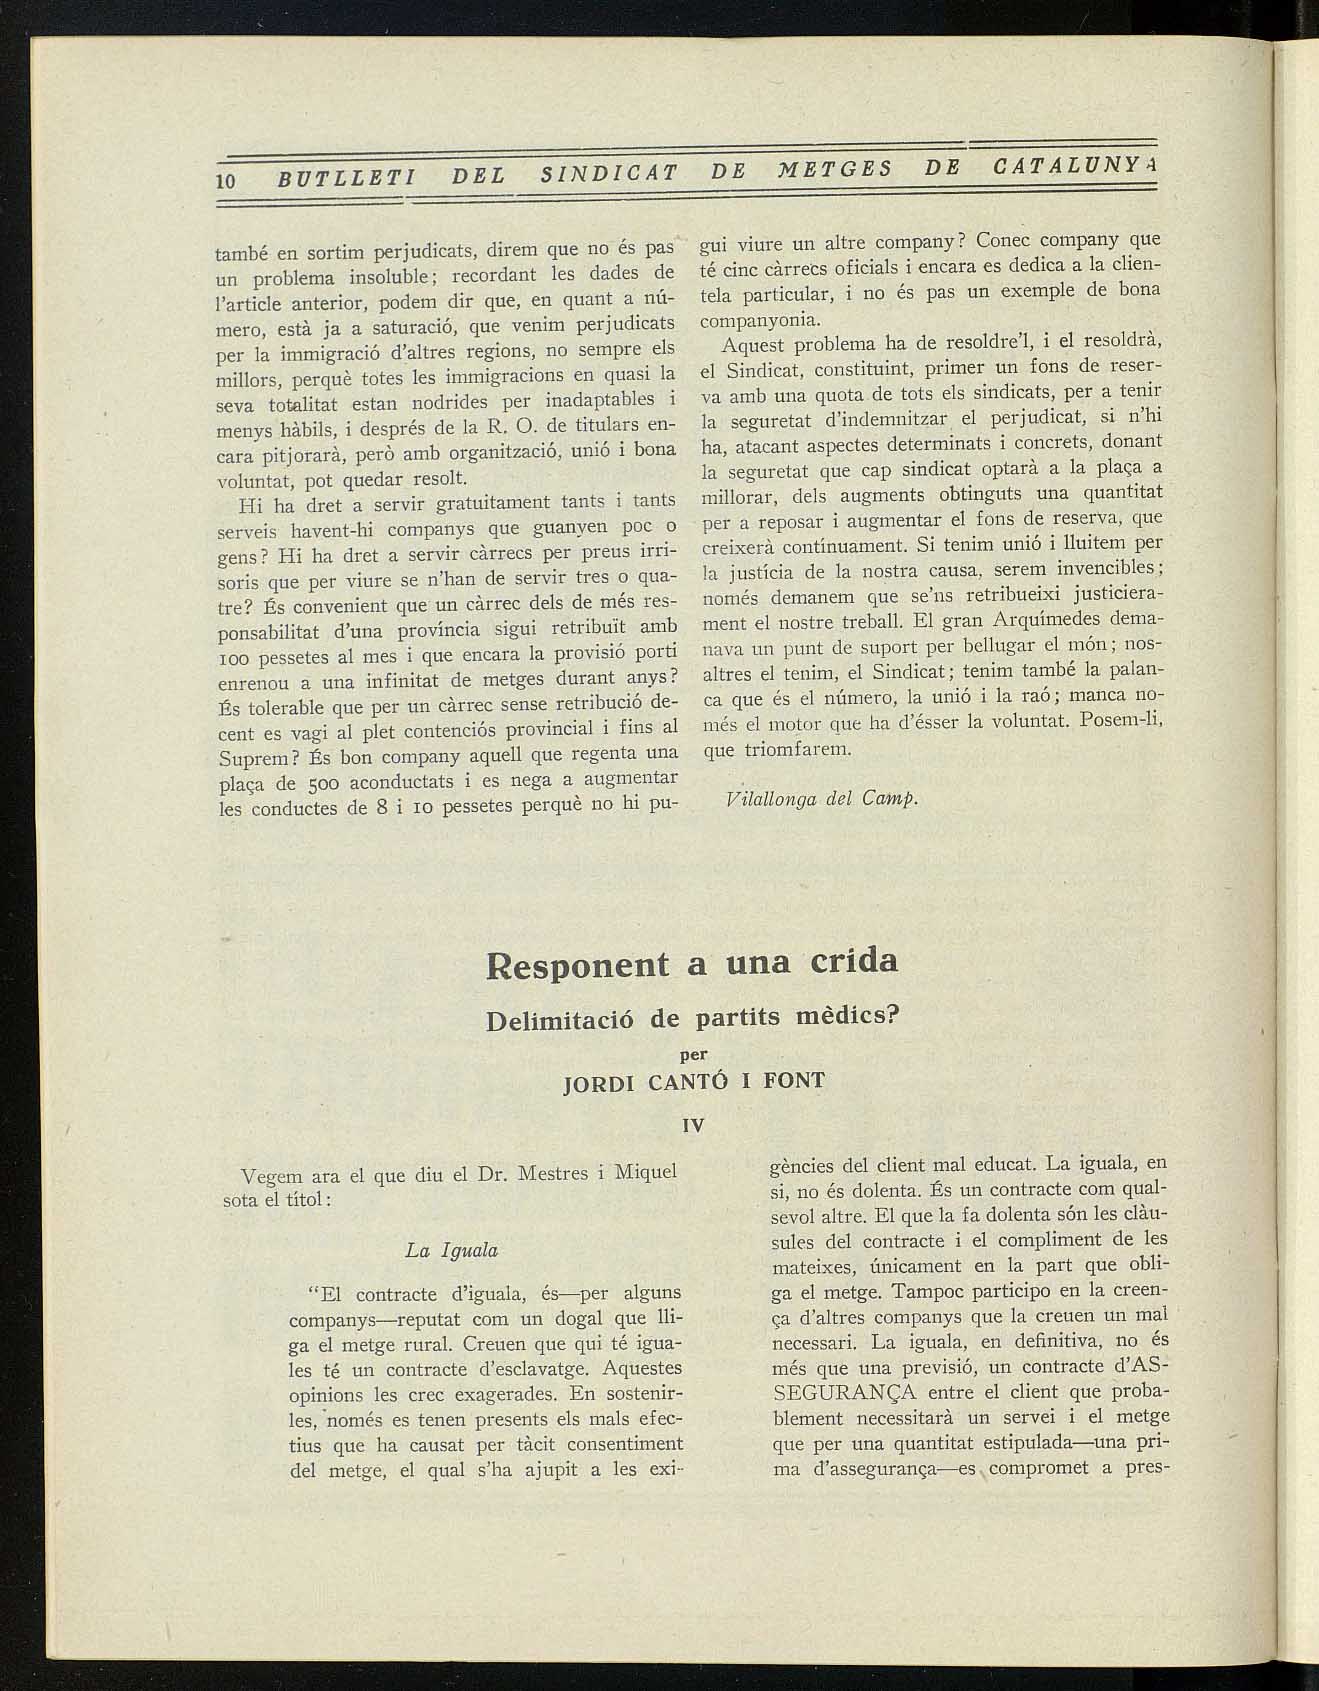 10 BUTLLETI DEL SINDICAT DE METGES DE CATALUNYA
també en sortim perjudicats, direm que no és pas
un problema insoluble; recordant les dades de
l'article anterior, podem dir que, en quant a nú-
mero, està ja a saturació, que venim perjudicats
per la immigració d'altres regions, no sempre els
millors, perquè totes les immigracions en quasi la
seva totalitat estan nodrides per inadaptables i
menys hàbils, i després de la R. O. de titulars en-
cara pitjorarà, però amb organització, unió i bona
voluntat, pot quedar resolt.
Hi ha dret a servir gratuitament tants i tants
serveis havent-hi companys que guanyen poc o
gens? Hi ha dret a servir càrrecs per preus irri-
soris que per viure se n'han de servir tres o qua-
tre? És convenient que un càrrec dels de més res-
ponsabilitat d'una província sigui retribuït amb
100 pessetes al mes i que encara la provisió porti
enrenou a una infinitat de metges durant anys?
És tolerable que per un càrrec sense retribució de-
cent es vagi al plet contenciós provincial i fins al
Suprem? És bon company aquell que regenta una
plaça de 500 aconductats i es nega a augmentar
les conductes de 8 i 10 pessetes perquè no hi pu-
gui viure un altre company? Conec company que
té cinc càrrecs oficials i encara es dedica a la clien-
tela particular, i no és pas un exemple de bona
companyonia.
Aquest problema ha de resoldre'l, i el resoldrà,
el Sindicat, constituint, primer un fons de reser-
va amb una quota de tots els sindicats, per a tenir
la seguretat d'indemnitzar el perjudicat, si n'hi
ha, atacant aspectes determinats i concrets, donant
la seguretat que cap sindicat optarà a la plaça a
millorar, dels augments obtinguts una quantitat
per a reposar i augmentar el fons de reserva, que
creixerà contínuament. Si tenim unió i lluitem per
la justícia de la nostra causa, serem invencibles;
només demanem que se'ns retribueixi justiciera-
ment el nostre treball. El gran Arquímedes dema-
nava un punt de suport per bellugar el món; nos-
altres el tenim, el Sindicat; tenim també la palan-
ca que és el número, la unió i la raó; manca no-
més el motor que ha d'ésser la voluntat. Posem-li,
que triomfarem.
Vilallonga del Camp.
Responent a una crida
Delimitació de partits mèdics?
per
JORDI CANTÓ I FONT
IV
Vegem ara el que diu el Dr. Mestres i Miquel
sota el títol:
La Iguala
"El contracte d'iguala, és—per alguns
companys—reputat com un dogal que lli-
ga el metge rural. Creuen que qui té igua-
les té un contracte d'esclavatge. Aquestes
opinions les crec exagerades. En sostenir-
les, només es tenen presents els mals efec-
tius que ha causat per tàcit consentiment
del metge, el qual s'ha ajupit a les exi-
gències del client mal educat. La iguala, en
si, no és dolenta. És un contracte com qual-
sevol altre. El que la fa dolenta són les clàu-
sules del contracte i el compliment de les
mateixes, únicament en la part que obli-
ga el metge. Tampoc participo en la creen-
ça d'altres companys que la creuen un mal
necessari. La iguala, en definitiva, no és
més que una previsió, un contracte d'AS-
SEGURANÇA entre el client que proba-
blement necessitarà un servei i el metge
que per una quantitat estipulada—una pri-
ma d'assegurança—es compromet a pres-